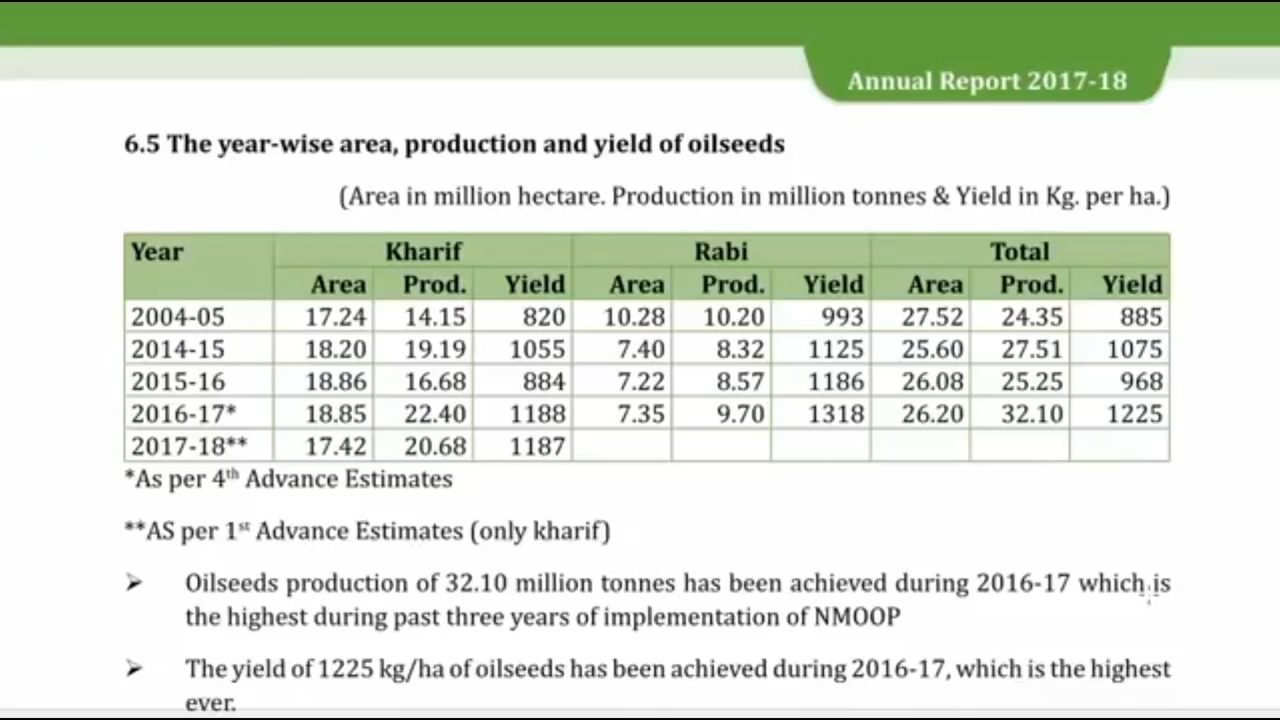 Annual Report 2017-18
6.5 The year-wise area, production and yield of oilseeds
(Area in million hectare. Production in million tonnes & Yield in Kg. per ha.)
Year Kharif Rabi Total
Area Prod. Yield Area Prod. Yield Area Prod. Yield
2004-05 17.24 14.15 820 10.28 10.20 993 27.52 24.35 885
2014-15 18.20 19.19 1055 7.40 8.32 1125 25.60 27.51 1075
2015-16 18.86 16.68 884 7.22 8.57 1186 26.08 25.25 968
2016-17* 18.85 22.40 1188 7.35 9.70 1318 26.20 32.10 1225
2017-18** 17.42 20.68 1187
*As per 4th Advance Estimates
**AS per 1st Advance Estimates (only kharif)
➢ Oilseeds production of 32.10 million tonnes has been achieved during 2016-17 which is
the highest during past three years of implementation of NMOOP
➢ The yield of 1225 kg/ha of oilseeds has been achieved during 2016-17, which is the highest
ever.